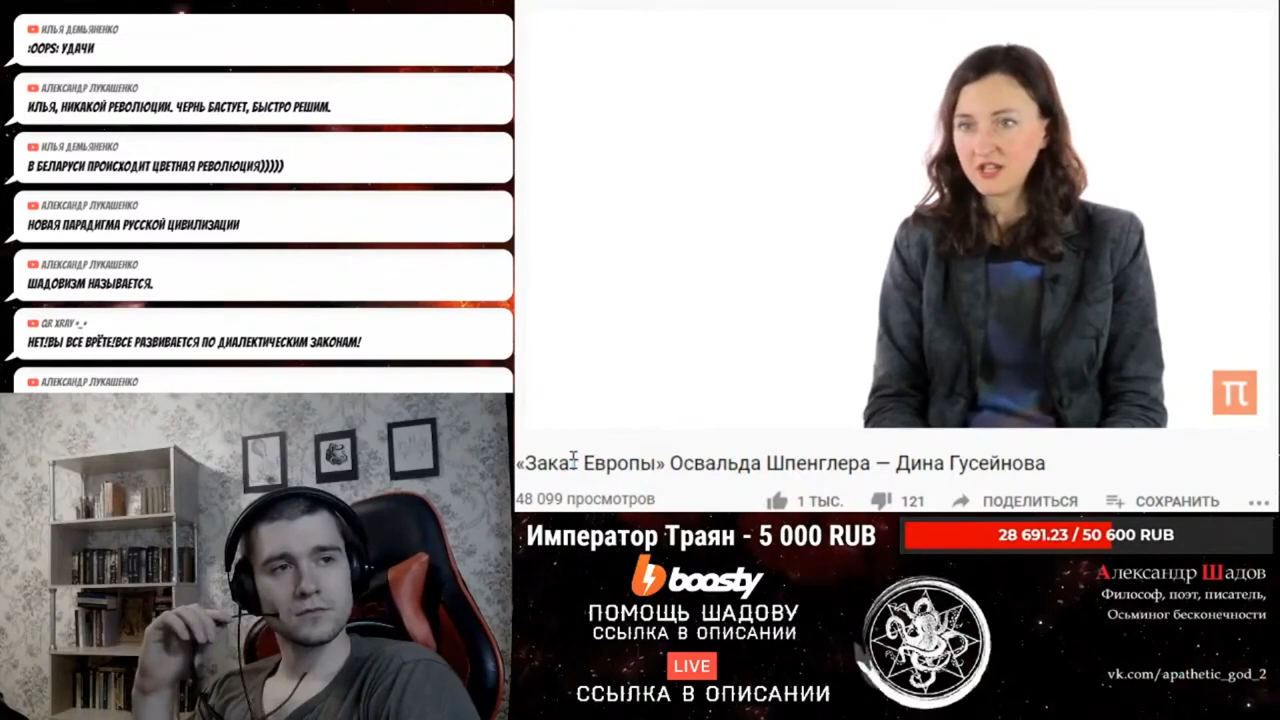 ИЛЬЯ ДЕМЬЯНЕНКО
:OOPS: УДАЧИ
АЛЕКСАНДР ЛУКАШЕНКО
ИЛЬЯ, НИКАКОЙ РЕВОЛЮЦИИ. ЧЕРНЬ БАСТУЕТ, БЫСТРО РЕШИМ.
ИЛЬЯ ДЕМЬЯНЕНКО
В БЕЛАРУСИ ПРОИСХОДИТ ЦВЕТНАЯ РЕВОЛЮЦИЯ)))))
АЛЕКСАНДР ЛУКАШЕНКО
НОВАЯ ПАРАДИГМА РУССКОЙ ЦИВИЛИЗАЦИИ
АЛЕКСАНДР ЛУКАШЕНКО
ШАДОВИЗМ НАЗЫВАЕТСЯ.
QR XRAY •_•
НЕТ!ВЫ ВСЕ ВРЁТЕ!ВСЕ РАЗВИВАЕТСЯ ПО ДИАЛЕКТИЧЕСКИМ ЗАКОНАМ!
АЛЕКСАНДР ЛУКАШЕНКО
π
«Закат Европы» Освальда Шпенглера — Дина Гусейнова
48 099 просмотров
1 ТЫС.
121
ПОДЕЛИТЬСЯ
СОХРАНИТЬ
Император Траян - 5 000 RUB
28 691.23 / 50 600 RUB
boosty
ПОМОЩЬ ШАДОВУ
ССЫЛКА В ОПИСАНИИ
LIVE
ССЫЛКА В ОПИСАНИИ
Александр Шадов
Философ, поэт, писатель,
Осьминог бесконечности
vk.com/apathetic_god_2